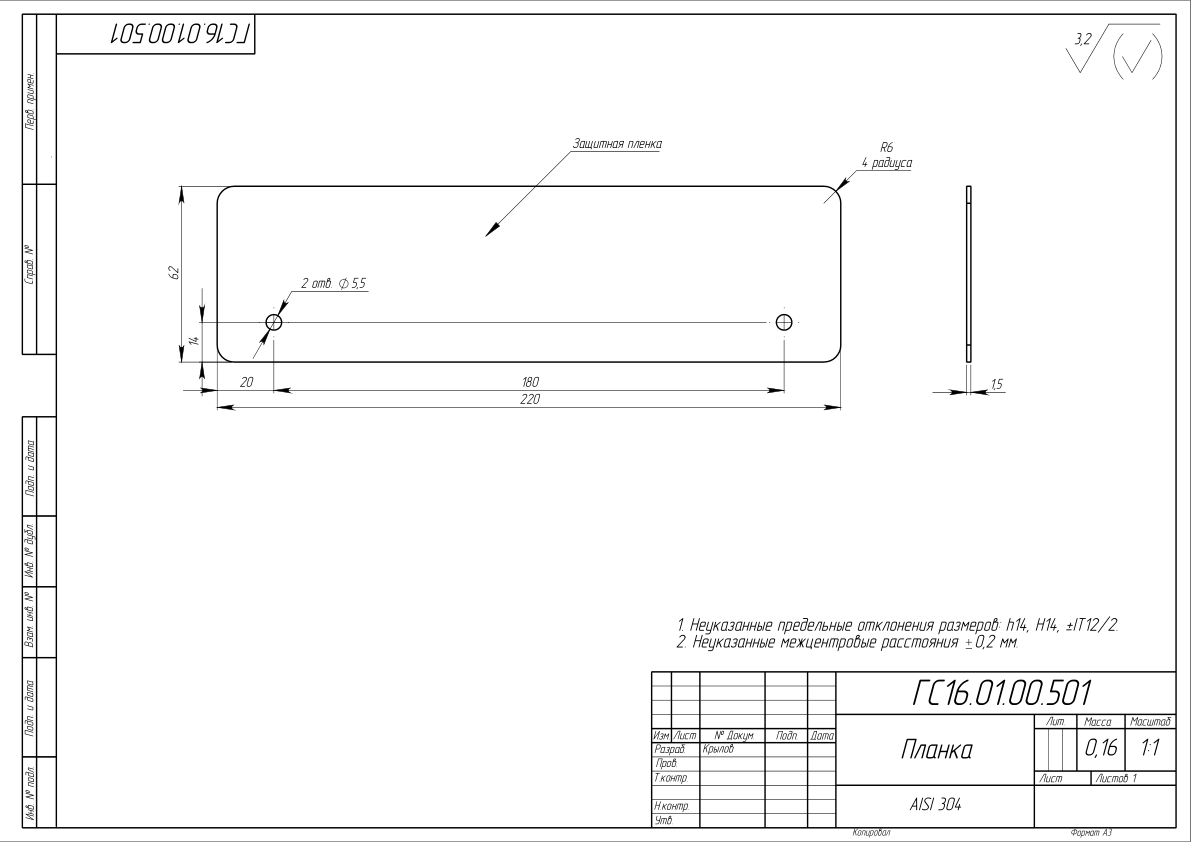 ГС16.01.00.501
3,2
Перв. примен.
Справ. №
Подп. и дата
Инв. № дубл.
Взам. инв. №
Подп. и дата
Инв. № подл.
Защитная пленка
R6
4 радиуса
62
2 отв. ∅5,5
14
20
180
220
1,5
1. Неуказанные предельные отклонения размеров: h14, H14, ±IT12/2.
2. Неуказанные межцентровые расстояния ±0,2 мм.
ГС16.01.00.501
Изм. Лист № Докум. Подп. Дата
Разраб. Крылов
Пров.
Т.контр.
Н.контр.
Утв.
Планка
Лит. Масса Масштаб
0,16 1:1
Лист Листов 1
AISI 304
Копировал Формат А3